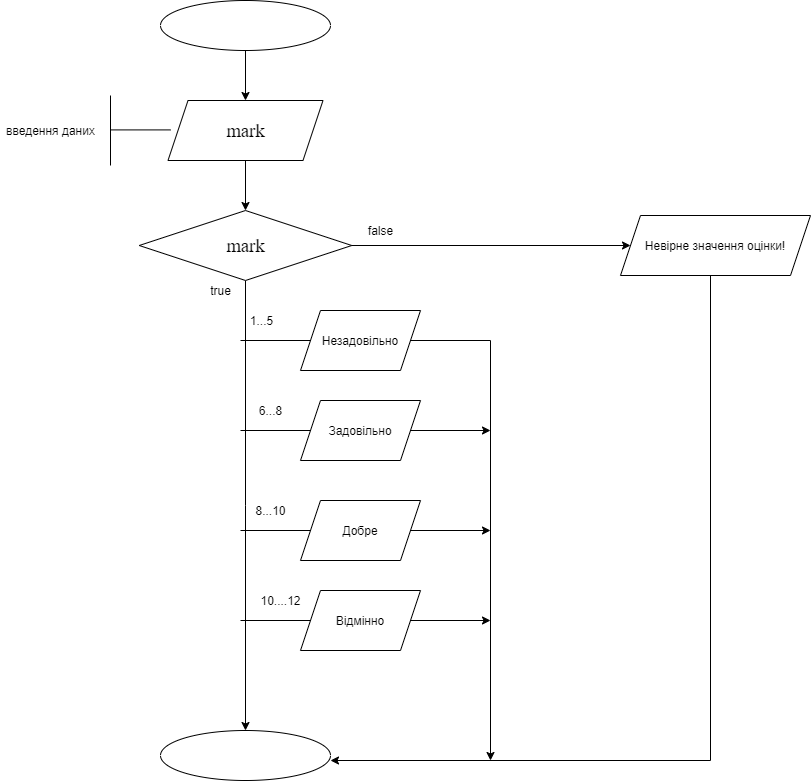 mark
введення даних
mark
false
Невірне значення оцінки!
true
1...5
Незадовільно
6...8
Задовільно
8...10
Добре
10....12
Відмінно